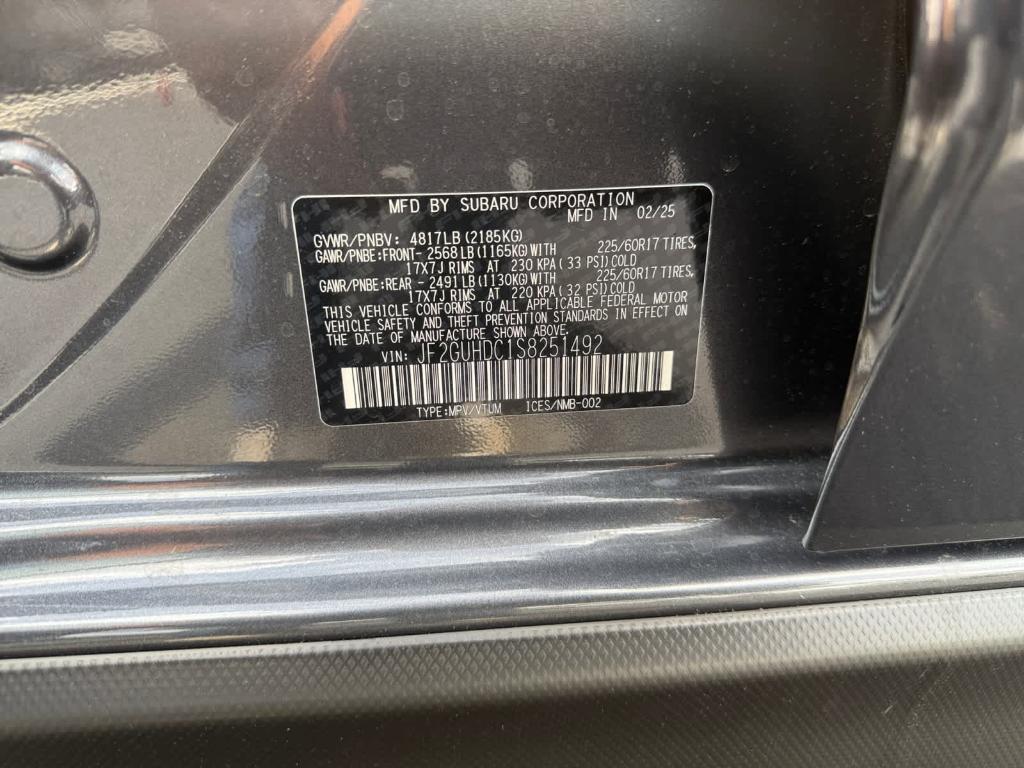 MFD BY SUBARU CORPORATION
MFD IN 02/25
GVWR/PNBV: 4817LB(2185KG)
GAWR/PNBE:FRONT- 2568LB(1165KG)WITH 225/60R17 TIRES,
17X7J RIMS AT 230 KPA(33 PSI)COLD
GAWR/PNBE:REAR - 2491LB(1130KG)WITH 225/60R17 TIRES,
17X7J RIMS AT 220 KPA(32 PSI)COLD
THIS VEHICLE CONFORMS TO ALL APPLICABLE FEDERAL MOTOR
VEHICLE SAFETY AND THEFT PREVENTION STANDARDS IN EFFECT ON
THE DATE OF MANUFACTURE SHOWN ABOVE.
VIN: JF2GUHDC1S8251492
TYPE:MPV/VTUM ICES/NMB-002